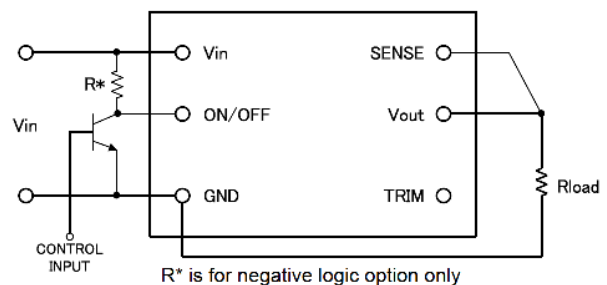 Vin
SENSE
R*
ON/OFF
Vout
Vin
GND
TRIM
Rload
CONTROL
INPUT
R* is for negative logic option only